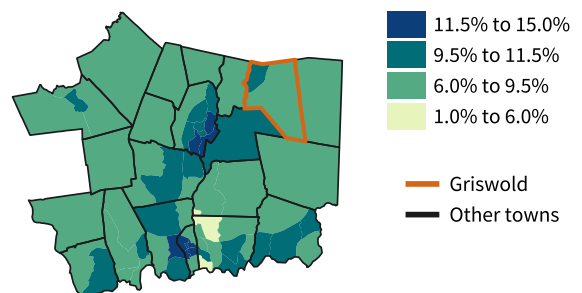 11.5% to 15.0%
9.5% to 11.5%
6.0% to 9.5%
1.0% to 6.0%
Griswold
Other towns